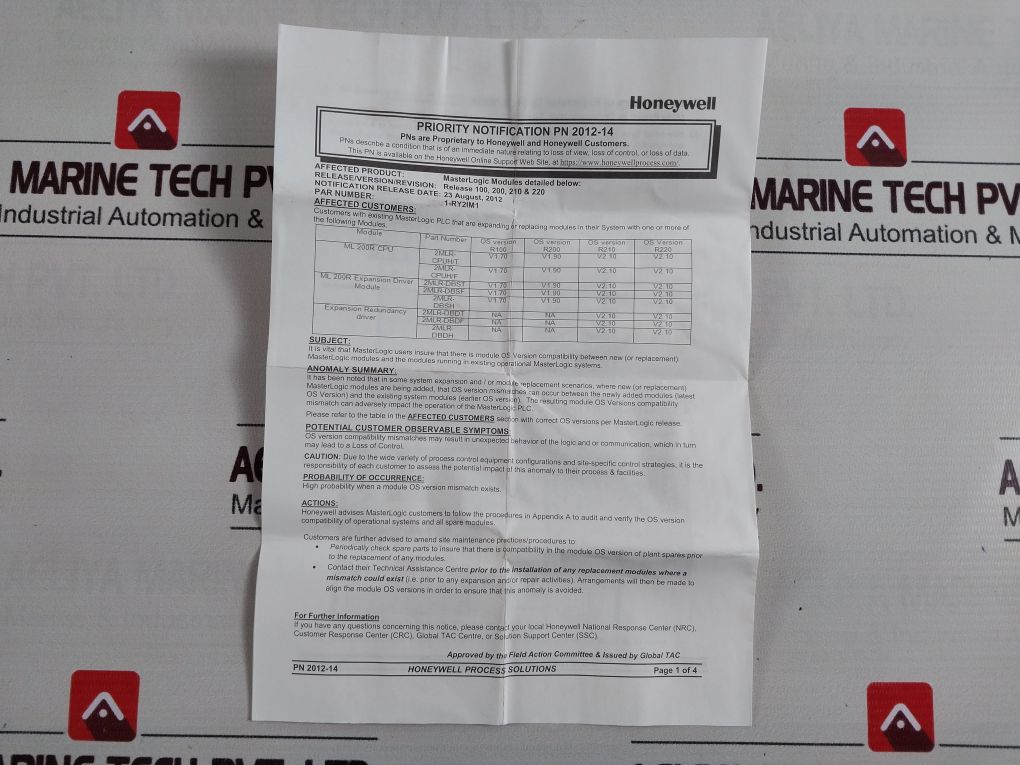 Honeywell
PRIORITY NOTIFICATION PN 2012-14
PNs are Proprietary to Honeywell and Honeywell Customers.
PNs describe a condition that is of an immediate nature relating to loss of view, loss of control, or loss of data.
This PN is available on the Honeywell Online Support Web Site, at https://www.honeywellprocess.com/.
AFFECTED PRODUCT: MasterLogic Modules detailed below:
RELEASE/VERSION/REVISION: Release 100, 200, 210 & 220
NOTIFICATION RELEASE DATE: 23 August, 2012
PAR NUMBER: 1-RY2IM1
AFFECTED CUSTOMERS:
Customers with existing MasterLogic PLC that are expanding or replacing modules in their System with one or more of
the following Modules.
Module Part Number OS version R100 OS version R200 OS version R210 OS Version R220
ML 200R CPU 2MLR-CPUH/T V1.70 V1.90 V2.10 V2.10
2MLR-CPUH/F V1.70 V1.90 V2.10 V2.10
ML 200R Expansion Driver Module 2MLR-DBST V1.70 V1.90 V2.10 V2.10
2MLR-DBSF V1.70 V1.90 V2.10 V2.10
2MLR-DBSH V1.70 V1.90 V2.10 V2.10
Expansion Redundancy driver 2MLR-DBDT NA NA V2.10 V2.10
2MLR-DBDF NA NA V2.10 V2.10
2MLR-DBDH NA NA V2.10 V2.10
SUBJECT:
It is vital that MasterLogic users insure that there is module OS Version compatibility between new (or replacement)
MasterLogic modules and the modules running in existing operational MasterLogic systems.
ANOMALY SUMMARY:
It has been noted that in some system expansion and / or module replacement scenarios, where new (or replacement)
MasterLogic modules are being added, that OS version mismatches can occur between the newly added modules (latest
OS Version) and the existing system modules (earlier OS version). The resulting module OS Versions compatibility
mismatch can adversely impact the operation of the MasterLogic PLC.
Please refer to the table in the AFFECTED CUSTOMERS section with correct OS versions per MasterLogic release.
POTENTIAL CUSTOMER OBSERVABLE SYMPTOMS:
OS version compatibility mismatches may result in unexpected behavior of the logic and or communication, which in turn
may lead to a Loss of Control.
CAUTION: Due to the wide variety of process control equipment configurations and site-specific control strategies, it is the
responsibility of each customer to assess the potential impact of this anomaly to their process & facilities.
PROBABILITY OF OCCURRENCE:
High probability when a module OS version mismatch exists.
ACTIONS:
Honeywell advises MasterLogic customers to follow the procedures in Appendix A to audit and verify the OS version
compatibility of operational systems and all spare modules.
Customers are further advised to amend site maintenance practices/procedures to:
• Periodically check spare parts to insure that there is compatibility in the module OS version of plant spares prior
to the replacement of any modules.
• Contact their Technical Assistance Centre prior to the installation of any replacement modules where a
mismatch could exist (i.e. prior to any expansion and/or repair activities). Arrangements will then be made to
align the module OS versions in order to ensure that this anomaly is avoided.
For Further Information
If you have any questions concerning this notice, please contact your local Honeywell National Response Center (NRC),
Customer Response Center (CRC), Global TAC Centre, or Solution Support Center (SSC).
Approved by the Field Action Committee & Issued by Global TAC
PN 2012-14 HONEYWELL PROCESS SOLUTIONS Page 1 of 4
MARINE TECH PV
Industrial Automation &
MARINE TECH PV
ndustrial Automation & M
A
Ma
A
M